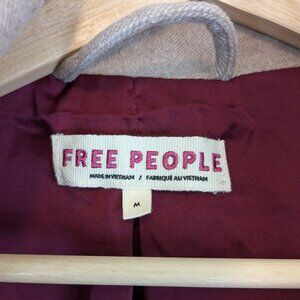 FREE PEOPLE
MADE IN VIETNAM / FABRIQUÉ AU VIETNAM
M